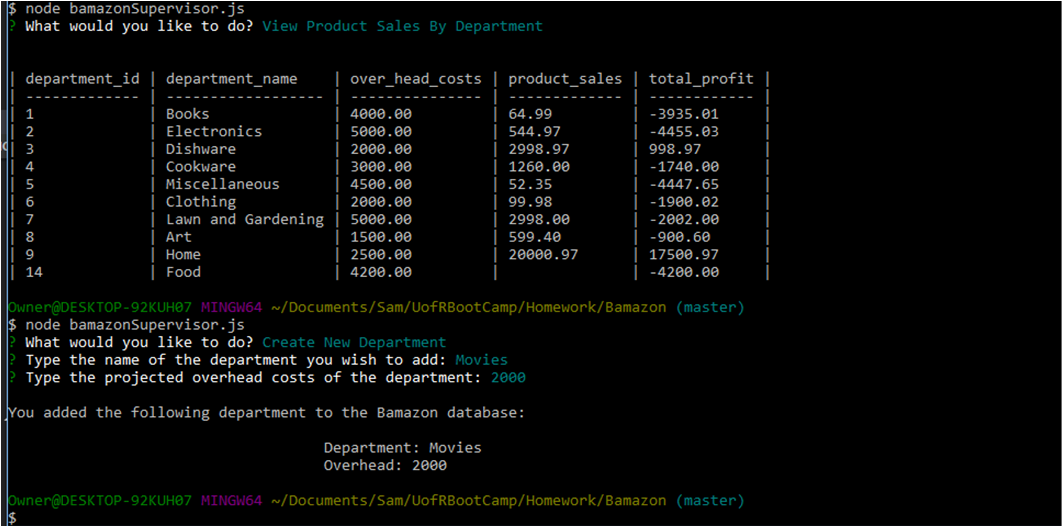 $ node bamazonSupervisor.js
? What would you like to do? View Product Sales By Department
| department_id | department_name    | over_head_costs | product_sales | total_profit |
| ------------- | ------------------ | --------------- | ------------- | ------------ |
| 1             | Books              | 4000.00         | 64.99         | -3935.01     |
| 2             | Electronics        | 5000.00         | 544.97        | -4455.03     |
| 3             | Dishware           | 2000.00         | 2998.97       | 998.97       |
| 4             | Cookware           | 3000.00         | 1260.00       | -1740.00     |
| 5             | Miscellaneous      | 4500.00         | 52.35         | -4447.65     |
| 6             | Clothing           | 2000.00         | 99.98         | -1900.02     |
| 7             | Lawn and Gardening | 5000.00         | 2998.00       | -2002.00     |
| 8             | Art                | 1500.00         | 599.40        | -900.60      |
| 9             | Home               | 2500.00         | 20000.97      | 17500.97     |
| 14            | Food               | 4200.00         |               | -4200.00     |
Owner@DESKTOP-92KUH07 MINGW64 ~/Documents/Sam/UofRBootCamp/Homework/Bamazon (master)
$ node bamazonSupervisor.js
? What would you like to do? Create New Department
? Type the name of the department you wish to add: Movies
? Type the projected overhead costs of the department: 2000
You added the following department to the Bamazon database:
Department: Movies
Overhead: 2000
Owner@DESKTOP-92KUH07 MINGW64 ~/Documents/Sam/UofRBootCamp/Homework/Bamazon (master)
$